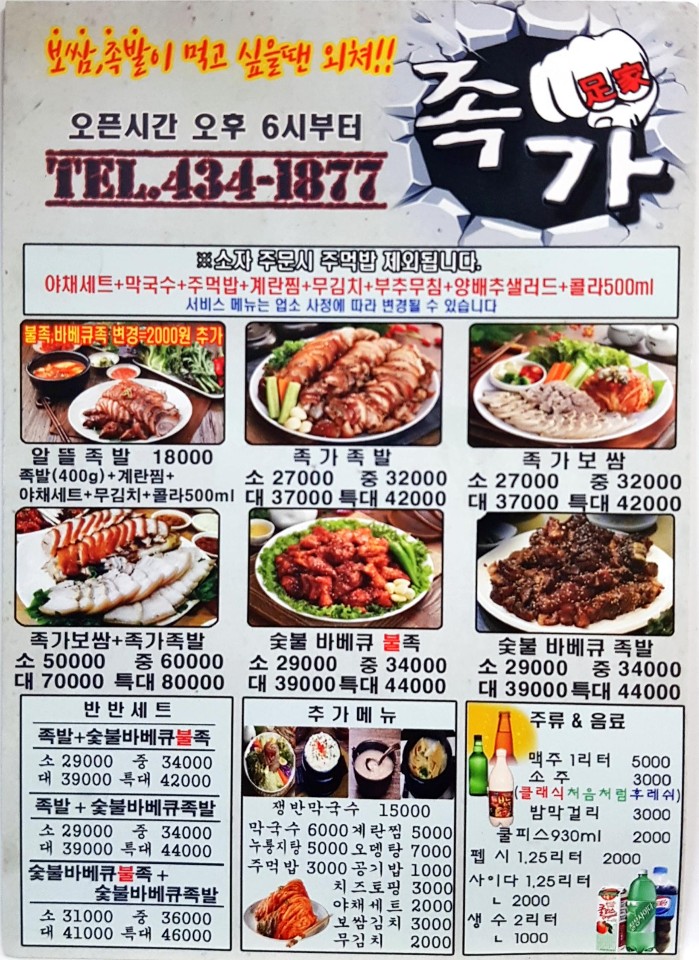 보쌈,족발이 먹고 싶을땐 외쳐!!
족가
足家
오픈시간 오후 6시부터
TEL.434-1877
※소자 주문시 주먹밥 제외됩니다.
야채세트+막국수+주먹밥+계란찜+무김치+부추무침+양배추샐러드+콜라500ml
서비스 메뉴는 업소 사정에 따라 변경될 수 있습니다
불족,바베큐족 변경=2000원 추가
알뜰족발 18000
족발(400g)+계란찜+
야채세트+무김치+콜라500ml
족가족발
소 27000 중 32000
대 37000 특대 42000
족가보쌈
소 27000 중 32000
대 37000 특대 42000
족가보쌈+족가족발
소 50000 중 60000
대 70000 특대 80000
숯불 바베큐 불족
소 29000 중 34000
대 39000 특대 44000
숯불 바베큐 족발
소 29000 중 34000
대 39000 특대 44000
반반세트
족발+숯불바베큐불족
소 29000 중 34000
대 39000 특대 42000
족발+숯불바베큐족발
소 29000 중 34000
대 39000 특대 44000
숯불바베큐불족+
숯불바베큐족발
소 31000 중 36000
대 41000 특대 46000
추가메뉴
쟁반막국수 15000
막국수 6000 계란찜 5000
누룽지탕 5000 오뎅탕 7000
주먹밥 3000 공기밥 1000
치즈토핑 3000
야채세트 2000
보쌈김치 3000
무김치 2000
주류 & 음료
맥주 1리터 5000
소주 3000
(클래식처음처럼후레쉬)
밤막걸리 3000
쿨피스930ml 2000
펩시 1,25리터 2000
사이다 1,25리터
ㄴ 2000
생수 2리터
ㄴ 1000